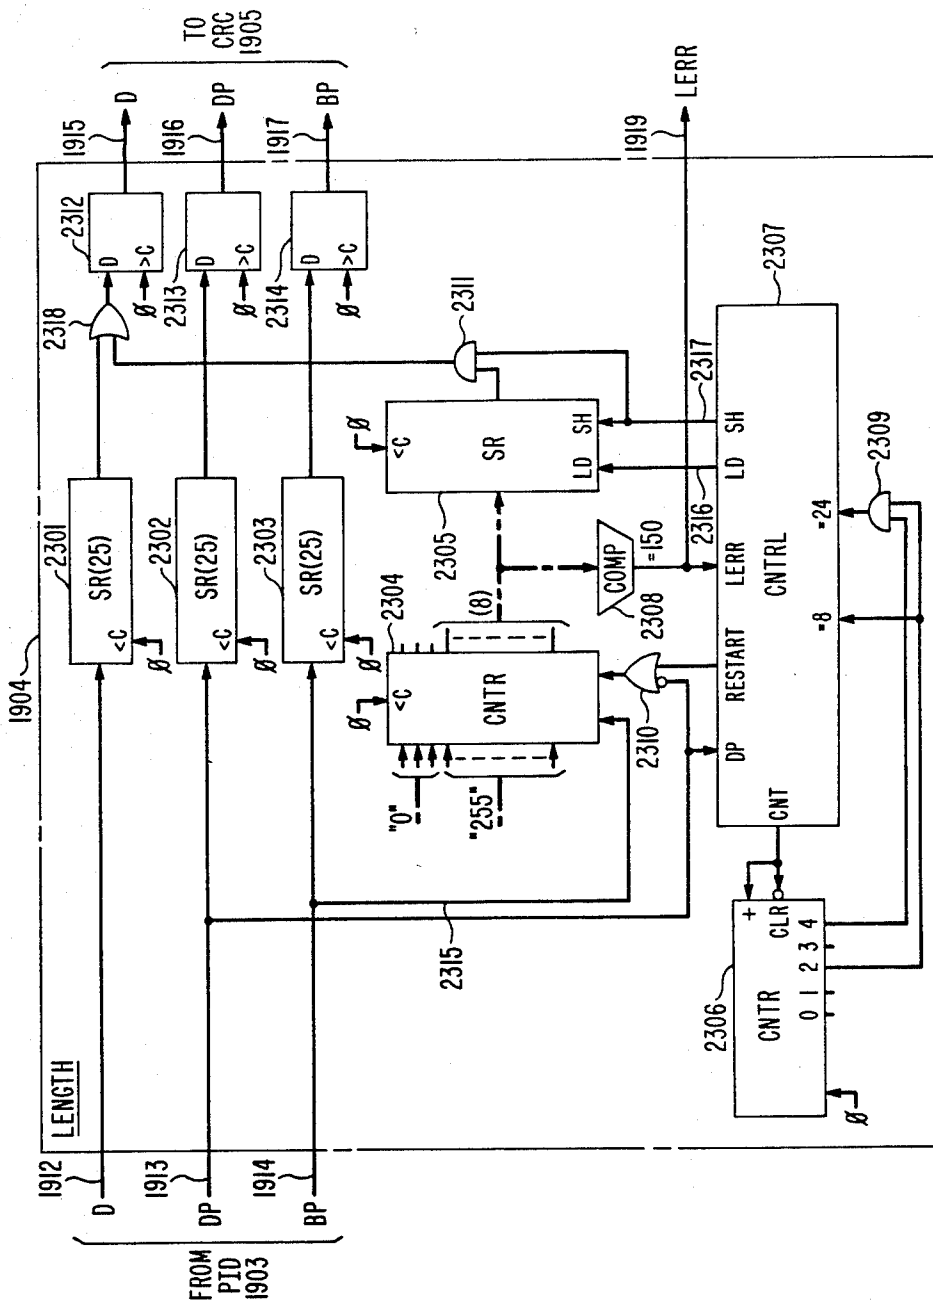 1904
LENGTH
FROM
PID
1903
D
1912
DP
1913
BP
1914
2301
SR(25)
<C
Ø
2302
SR(25)
<C
Ø
2303
SR(25)
<C
Ø
2318
2312
D
>C
Ø
2313
D
>C
Ø
2314
D
>C
Ø
1915
D
1916
DP
1917
BP
TO
CRC
1905
2315
"0"
"255"
Ø
<C
2304
CNTR
(8)
2310
2305
Ø
<C
SR
LD
SH
2311
COMP
2308
=150
2316
2317
1919
LERR
2307
DP
RESTART
LERR
LD
SH
CNT
CNTRL
=8
=24
2309
2306
CNTR
+
CLR
0 1 2 3 4
Ø